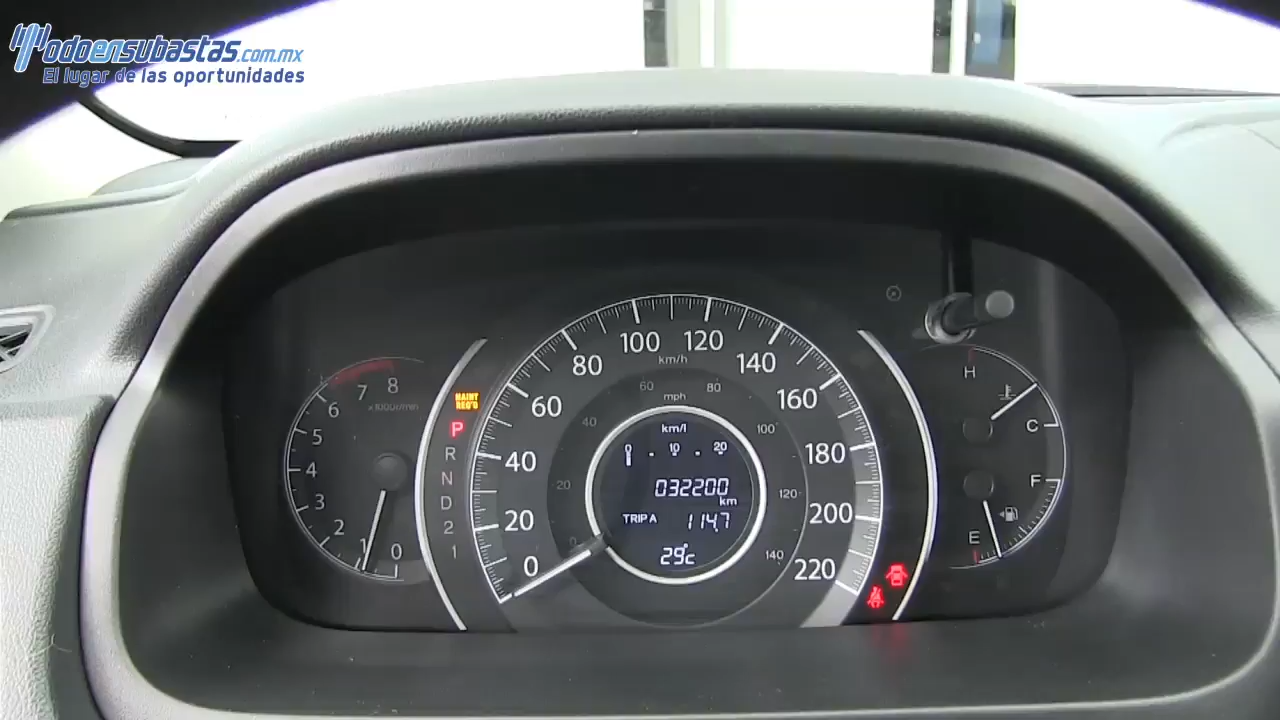 Todoensubastas.com.mx
El lugar de las oportunidades
8
7
6
5
4
3
2
1
0
x1000r/min
MAINT
REQ'D
P
R
N
D
2
1
0
20
40
60
80
100
120
140
160
180
200
220
km/h
mph
0
20
40
60
80
100
120
140
km/l
0 10 20
032200
km
TRIP A 114.7
29°C
H
C
F
E